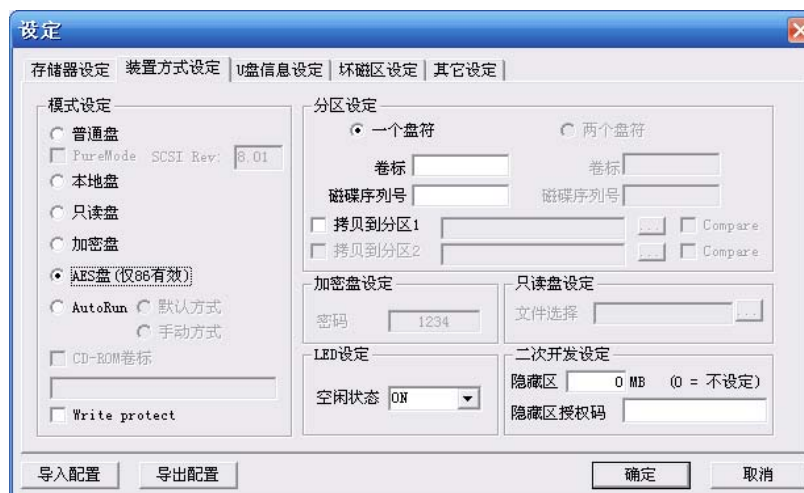 设定
存储器设定 装置方式设定 U盘信息设定 坏磁区设定 其它设定
模式设定
普通盘
PureMode SCSI Rev: 8.01
本地盘
只读盘
加密盘
AES盘(仅86有效)
AutoRun 默认方式
手动方式
CD-ROM卷标
Write protect
分区设定
一个盘符 两个盘符
卷标 卷标
磁碟序列号 磁碟序列号
拷贝到分区1 ... Compare
拷贝到分区2 ... Compare
加密盘设定
密码 1234
只读盘设定
文件选择 ...
LED设定
空闲状态 ON
二次开发设定
隐藏区 0 MB (0 = 不设定)
隐藏区授权码
导入配置 导出配置 确定 取消